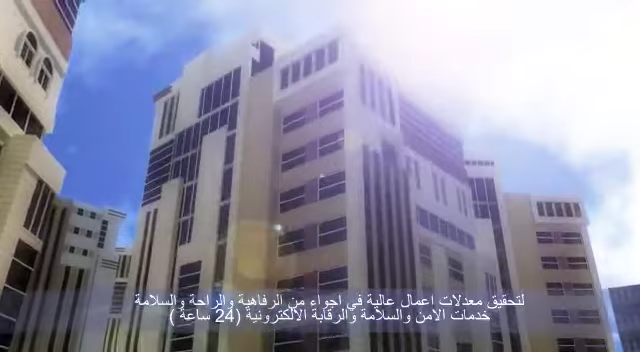 لتحقيق معدلات اعمال عالية في اجواء من الرفاهية والراحة والسلامة
خدمات الامن والسلامة والرقابة الالكترونية (24 ساعة )